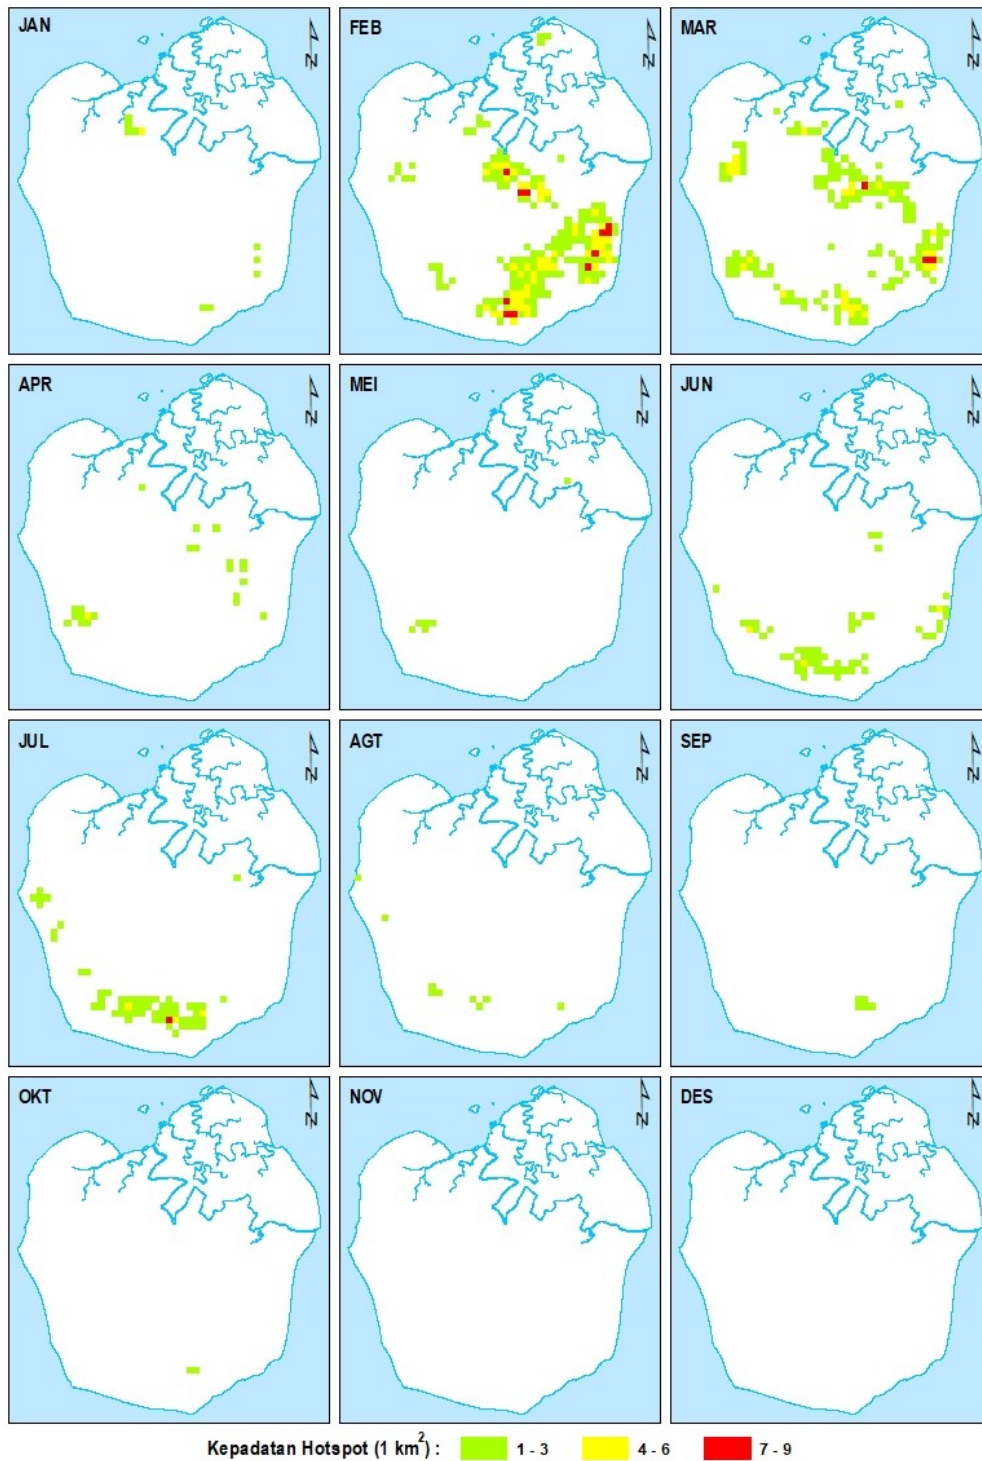 JAN
N
FEB
N
MAR
N
APR
N
MEI
N
JUN
N
JUL
N
AGT
N
SEP
N
OKT
N
NOV
N
DES
N
Kepadatan Hotspot (1 km²) : 1 - 3 4 - 6 7 - 9